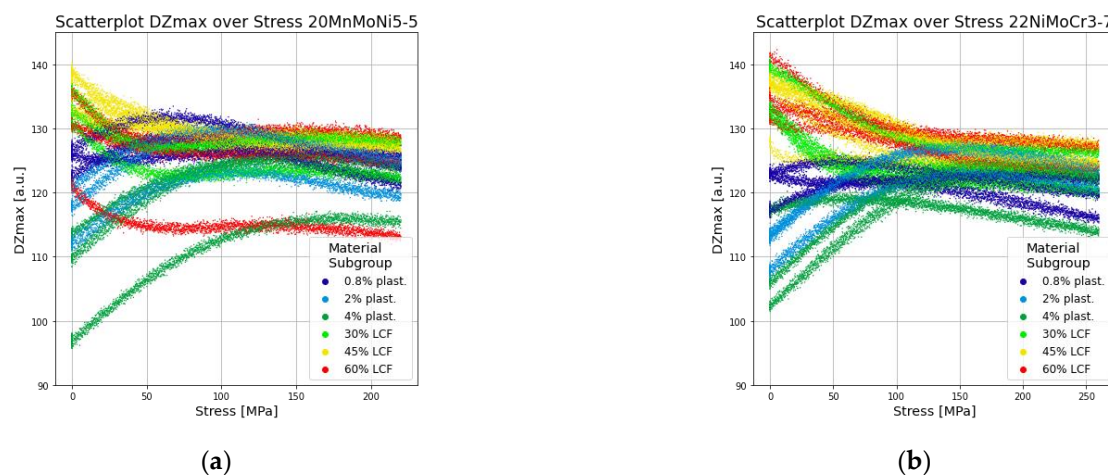 Scatterplot DZmax over Stress 20MnMoNi5-5
DZmax [a.u.]
140
130
120
110
100
90
0
50
100
150
200
Stress [MPa]
Material
Subgroup
0.8% plast.
2% plast.
4% plast.
30% LCF
45% LCF
60% LCF
(a)
Scatterplot DZmax over Stress 22NiMoCr3-7
DZmax [a.u.]
140
130
120
110
100
90
0
50
100
150
200
250
Stress [MPa]
Material
Subgroup
0.8% plast.
2% plast.
4% plast.
30% LCF
45% LCF
60% LCF
(b)